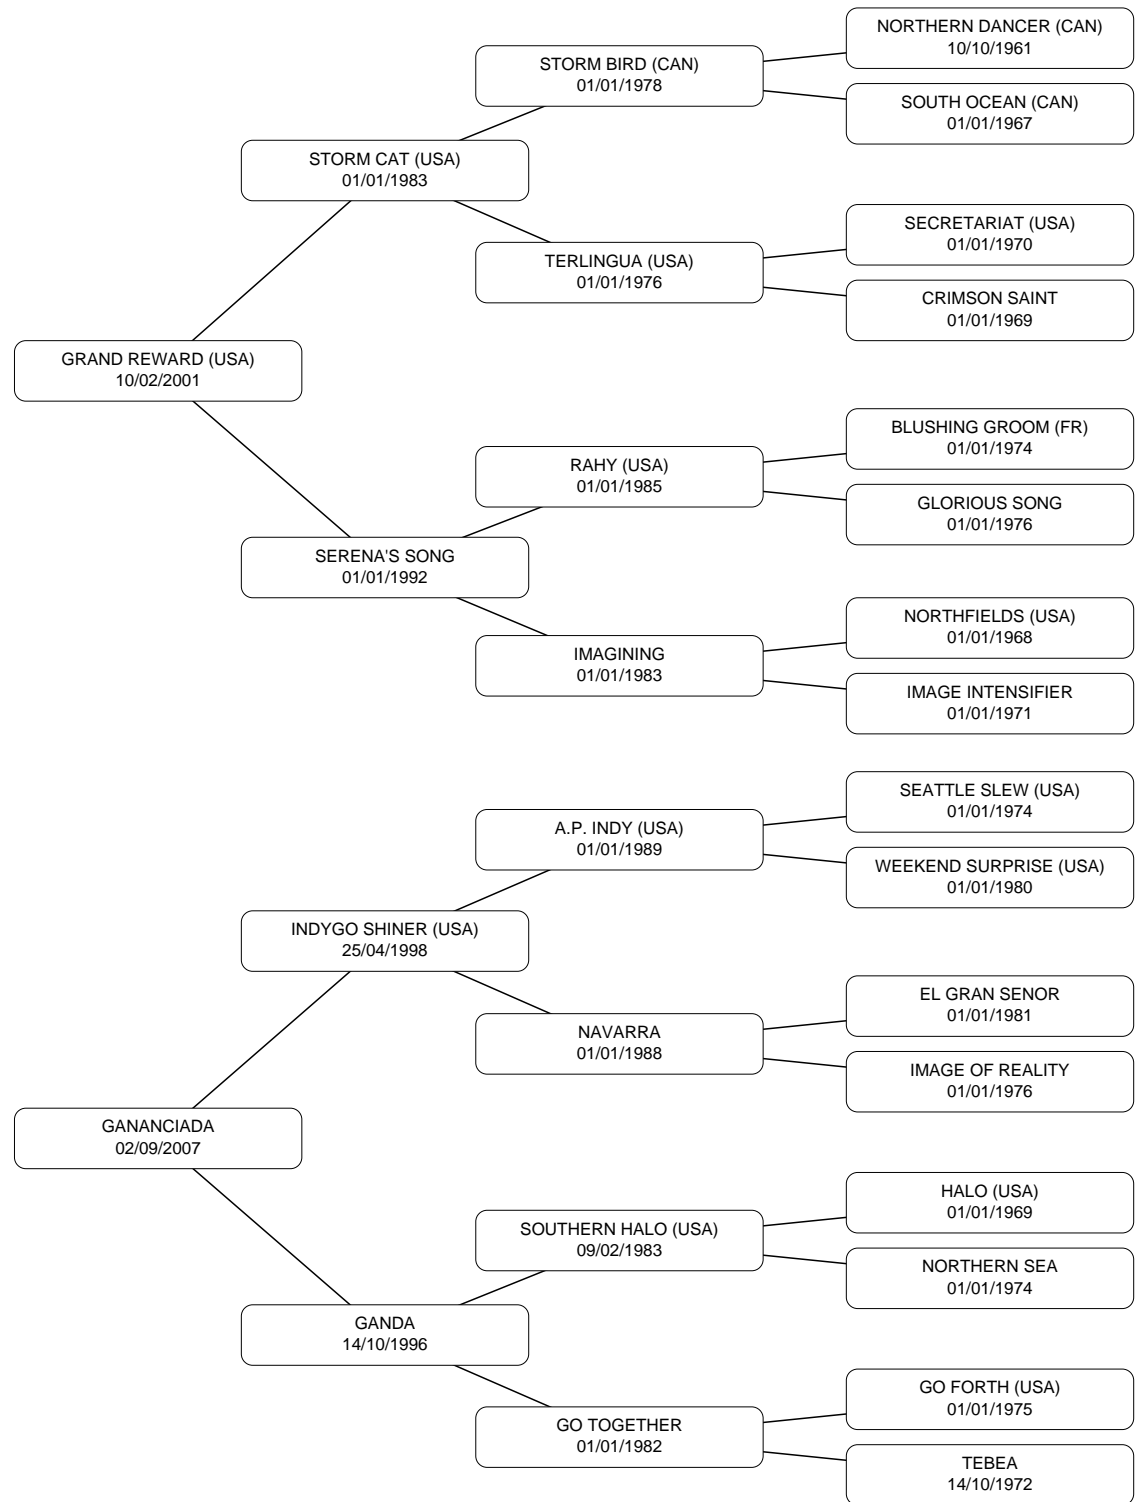 NORTHERN DANCER (CAN)
10/10/1961
STORM BIRD (CAN)
01/01/1978
SOUTH OCEAN (CAN)
01/01/1967
STORM CAT (USA)
01/01/1983
SECRETARIAT (USA)
01/01/1970
TERLINGUA (USA)
01/01/1976
CRIMSON SAINT
01/01/1969
GRAND REWARD (USA)
10/02/2001
BLUSHING GROOM (FR)
01/01/1974
RAHY (USA)
01/01/1985
GLORIOUS SONG
01/01/1976
SERENA'S SONG
01/01/1992
NORTHFIELDS (USA)
01/01/1968
IMAGINING
01/01/1983
IMAGE INTENSIFIER
01/01/1971
SEATTLE SLEW (USA)
01/01/1974
A.P. INDY (USA)
01/01/1989
WEEKEND SURPRISE (USA)
01/01/1980
INDYGO SHINER (USA)
25/04/1998
EL GRAN SENOR
01/01/1981
NAVARRA
01/01/1988
IMAGE OF REALITY
01/01/1976
GANANCIADA
02/09/2007
HALO (USA)
01/01/1969
SOUTHERN HALO (USA)
09/02/1983
NORTHERN SEA
01/01/1974
GANDA
14/10/1996
GO FORTH (USA)
01/01/1975
GO TOGETHER
01/01/1982
TEBEA
14/10/1972